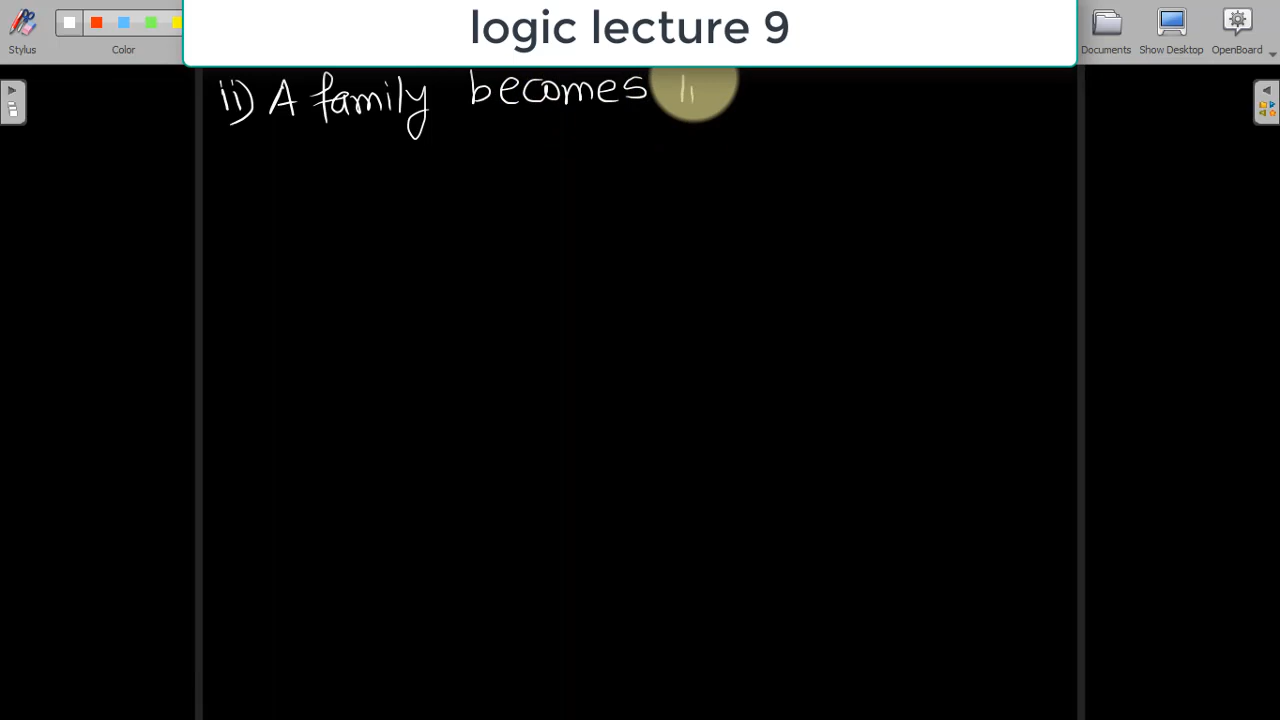 logic lecture 9
Stylus
Color
Documents
Show Desktop
OpenBoard
ii) A family becomes